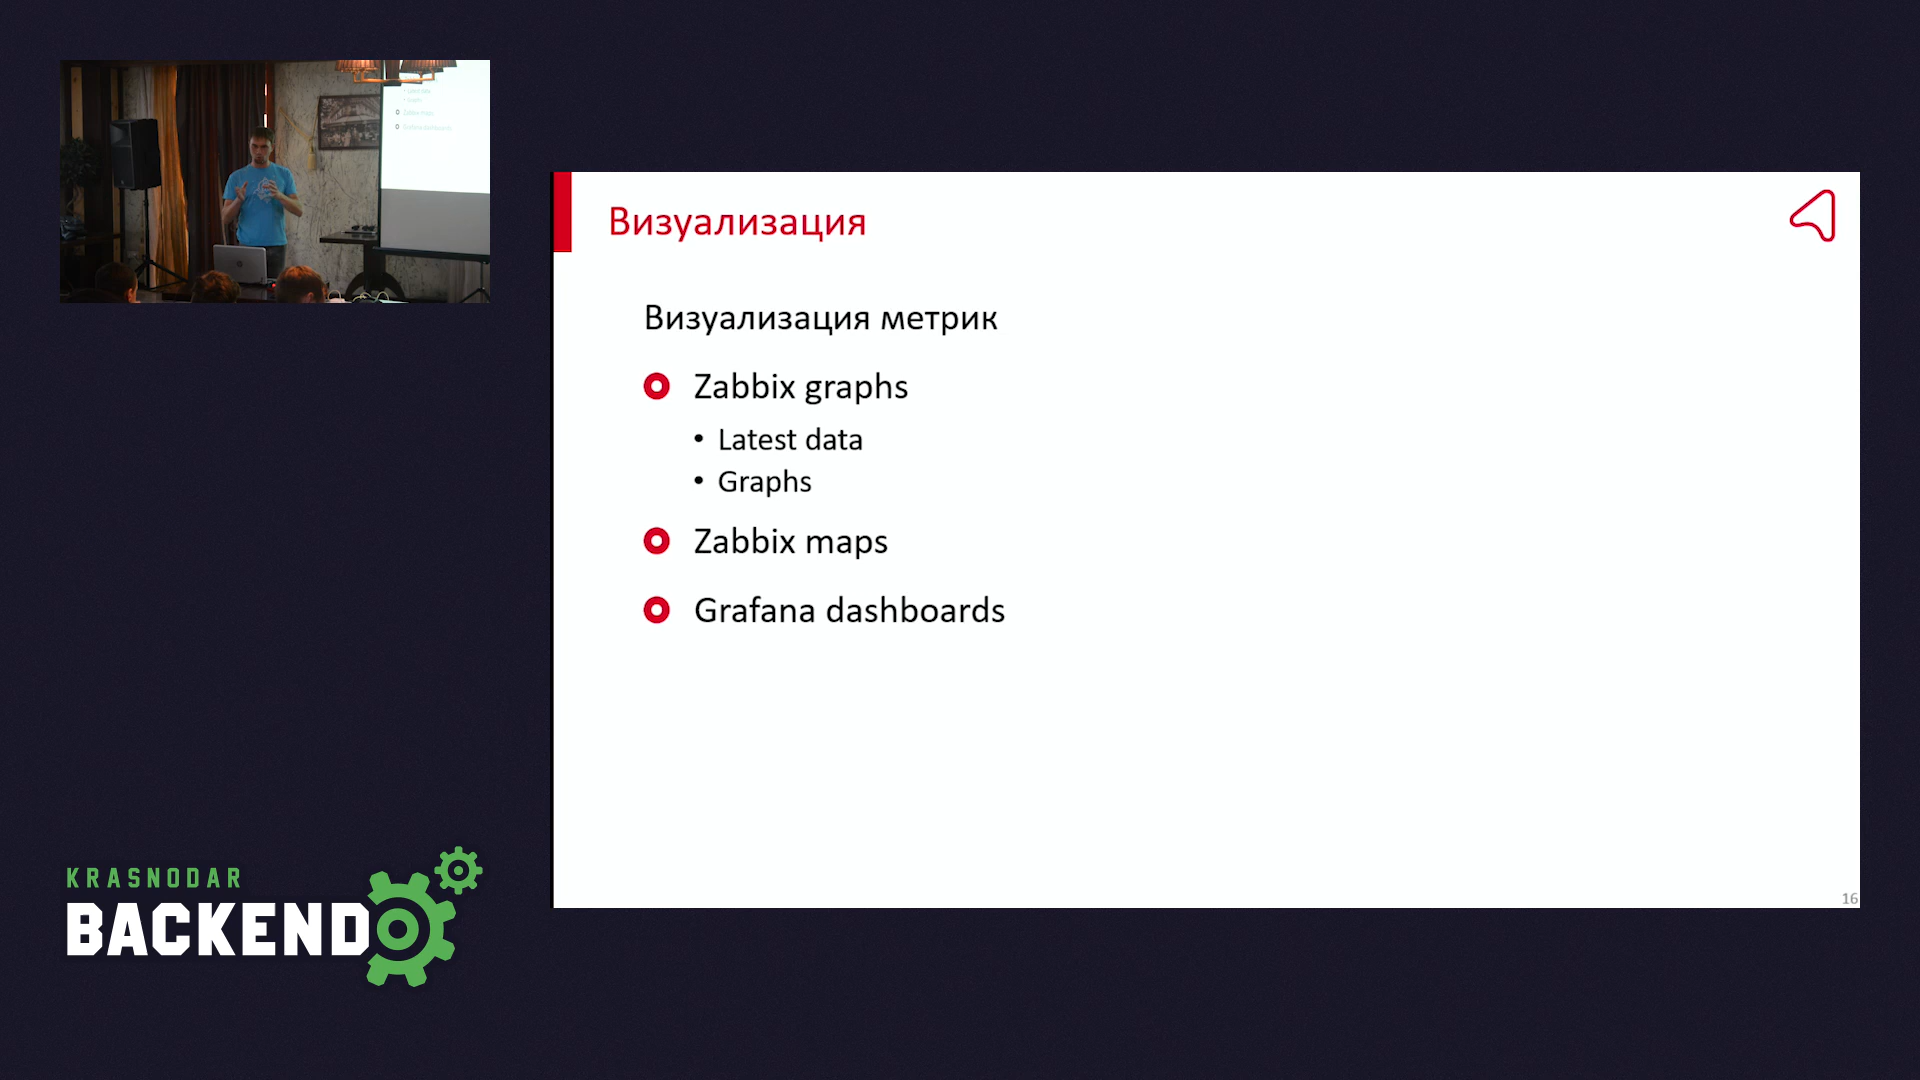 Визуализация
Визуализация метрик
Zabbix graphs
• Latest data
• Graphs
Zabbix maps
Grafana dashboards
16
KRASNODAR
BACKEND